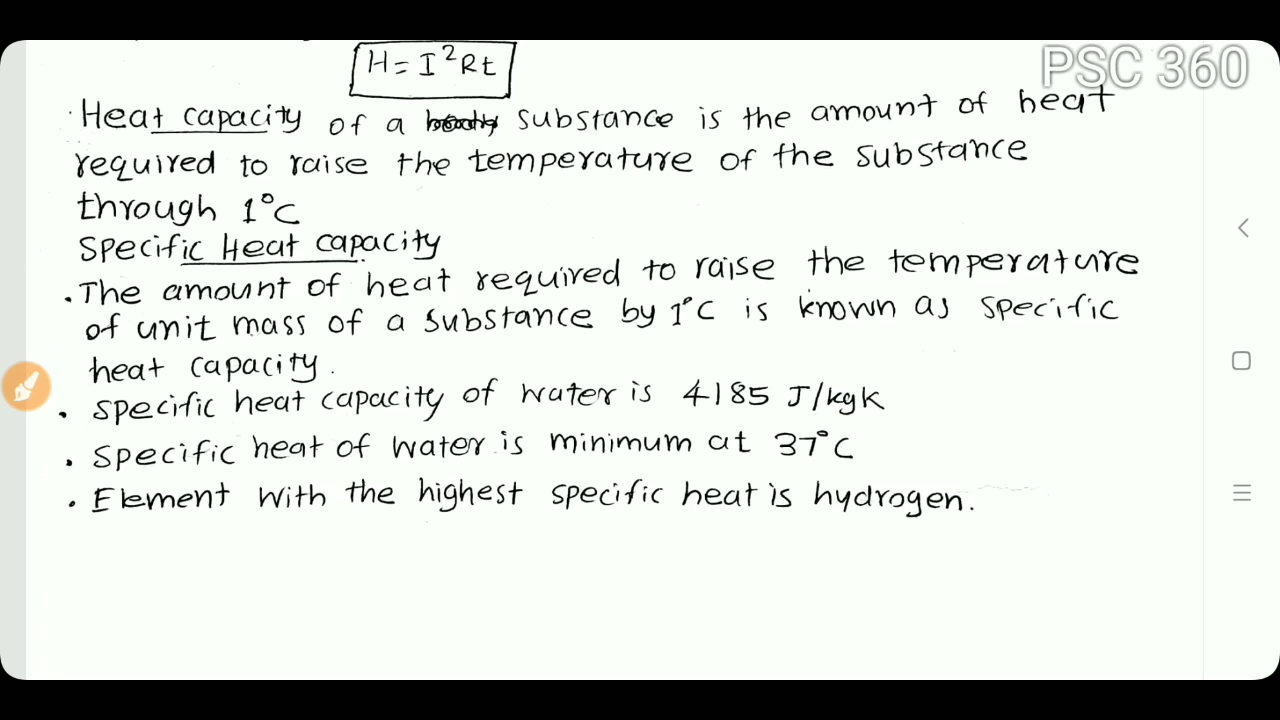 H = I²Rt
PSC 360
Heat capacity of a substance is the amount of heat
required to raise the temperature of the substance
through 1°C
Specific Heat capacity
. The amount of heat required to raise the temperature
of unit mass of a substance by 1°C is known as specific
heat capacity.
. Specific heat capacity of water is 4185 J/kgK
. Specific heat of water is minimum at 37°C
. Element with the highest specific heat is hydrogen.